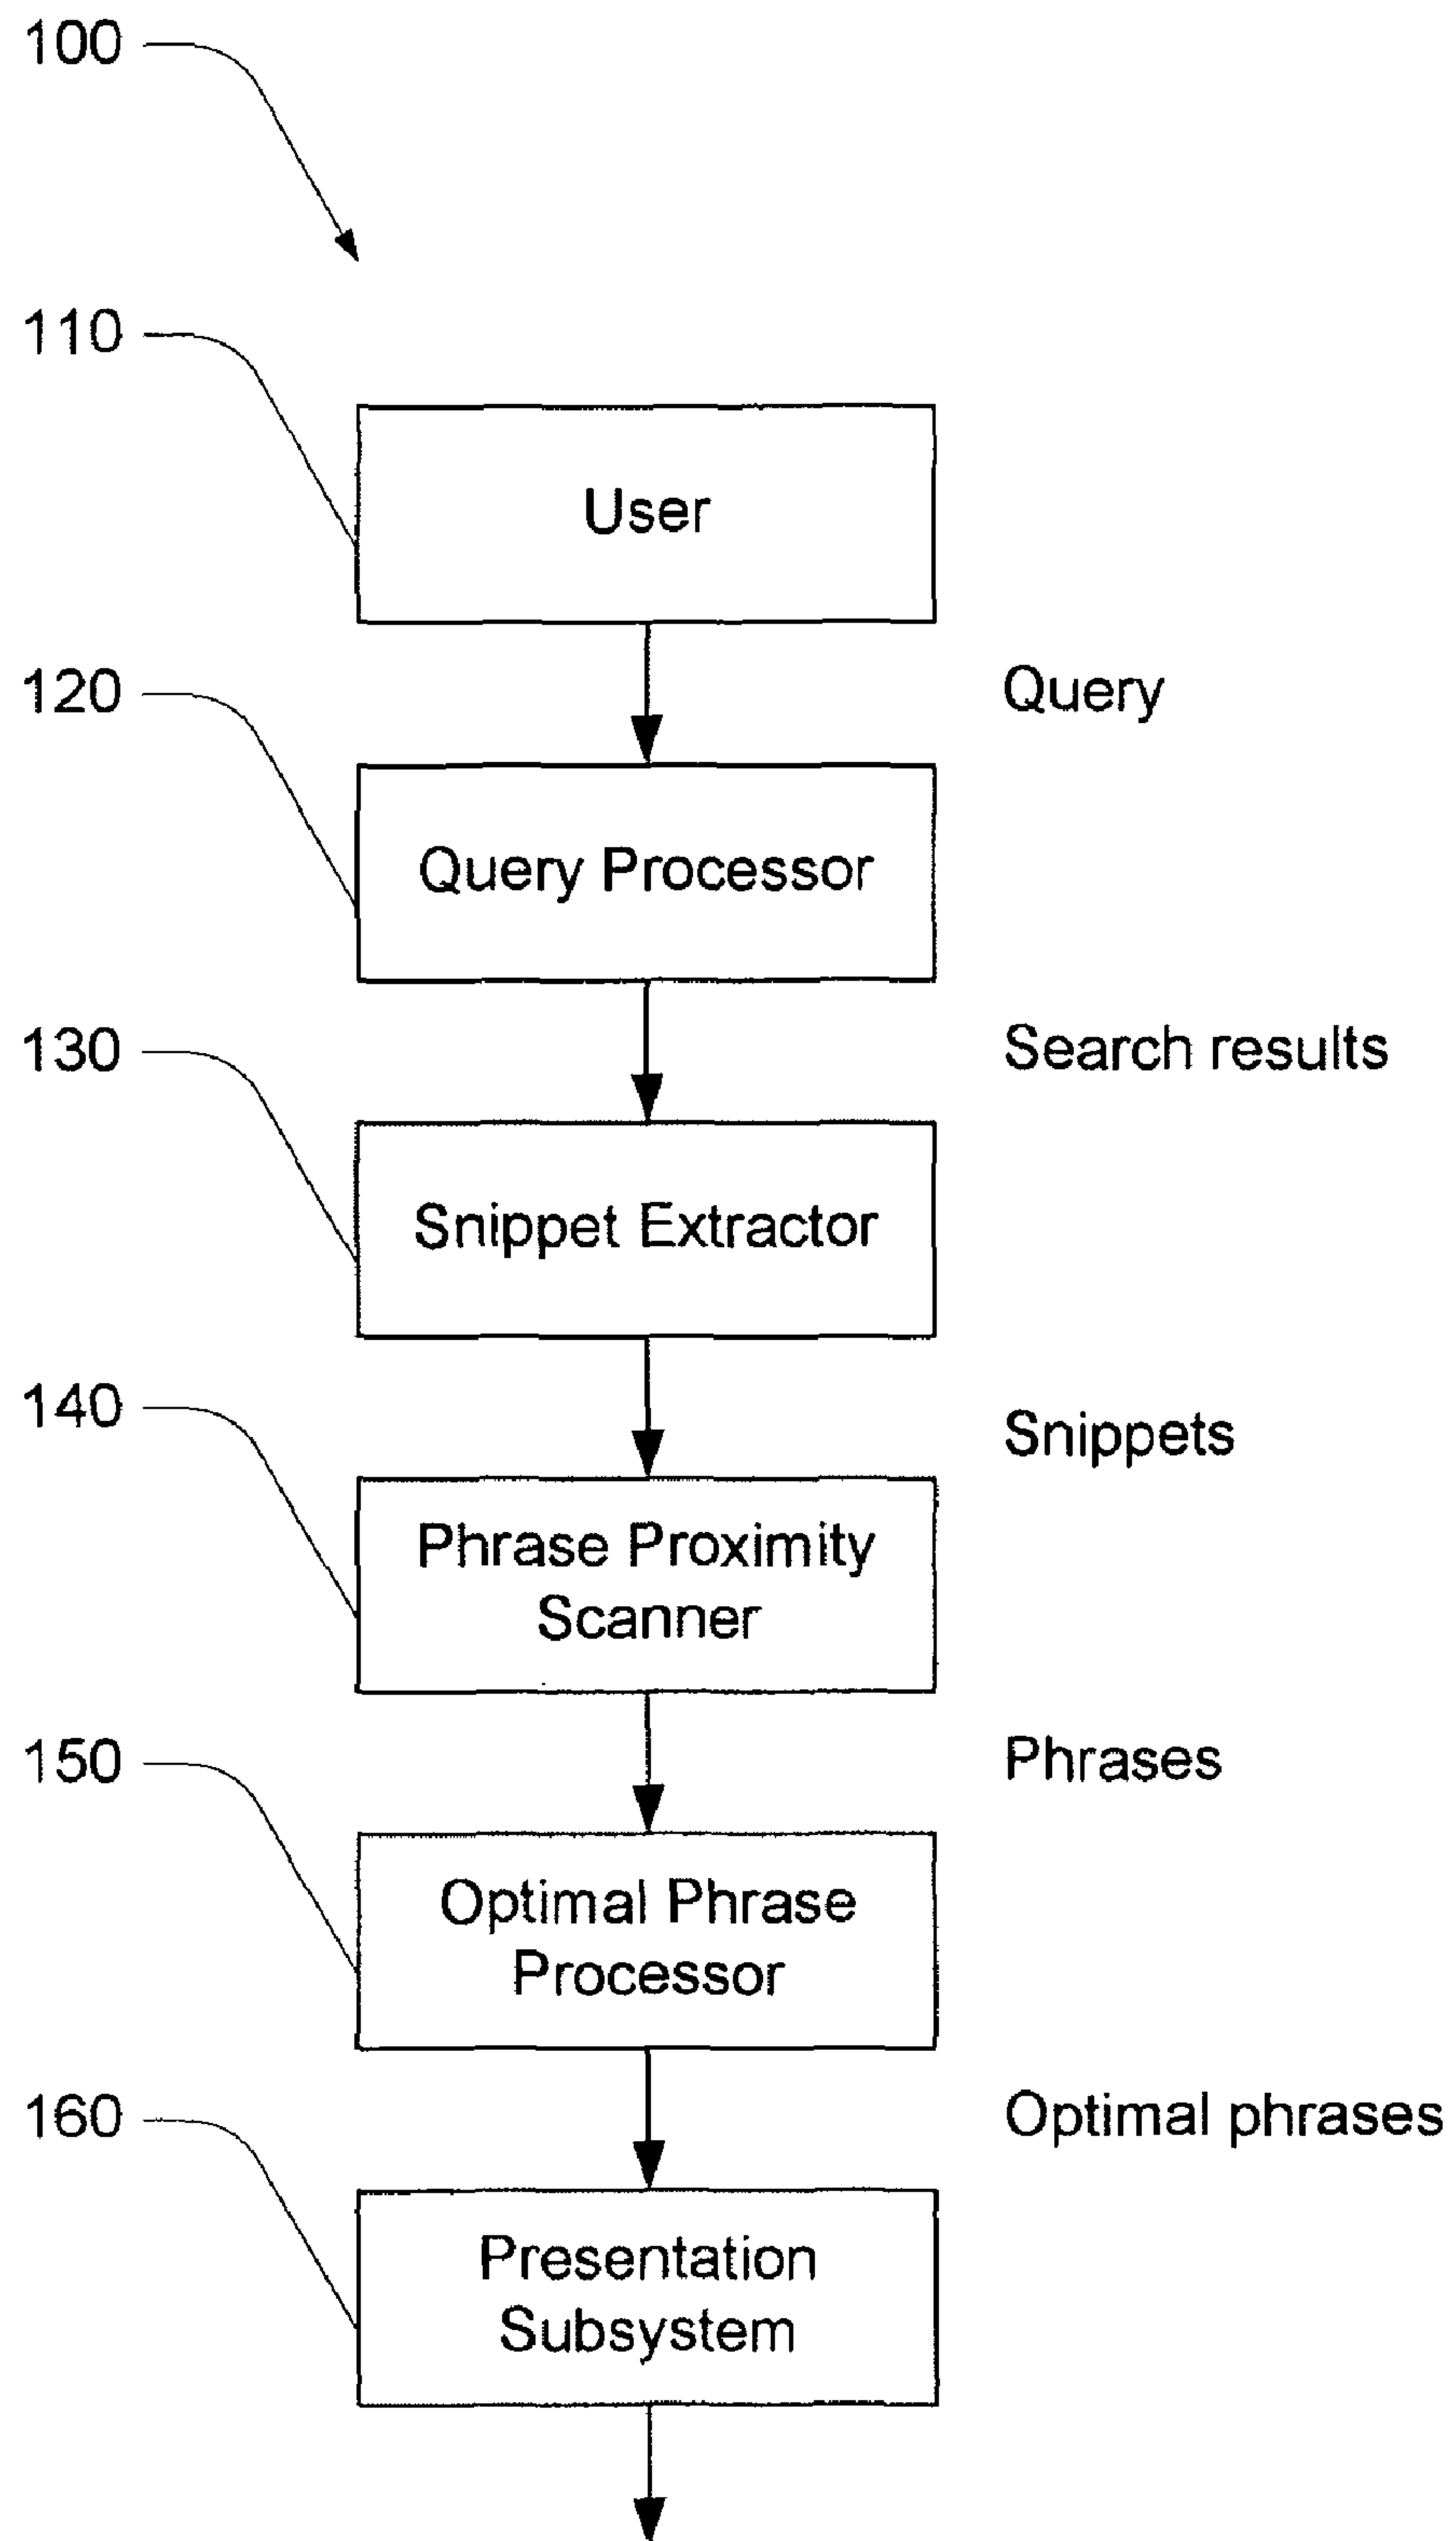 100
110
User
120
Query
Query Processor
130
Search results
Snippet Extractor
140
Snippets
Phrase Proximity
Scanner
150
Phrases
Optimal Phrase
Processor
160
Optimal phrases
Presentation
Subsystem